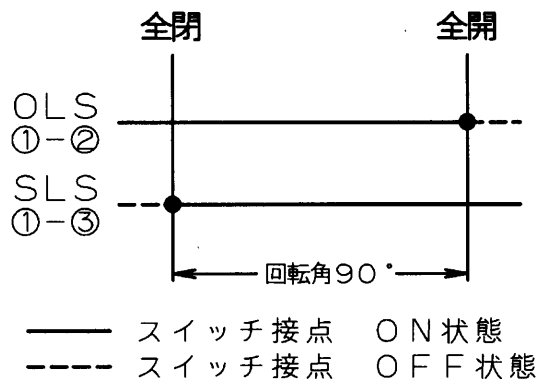 全閉 全開
OLS
①-②
SLS
①-③
回転角90°
スイッチ接点 ON状態
スイッチ接点 OFF状態